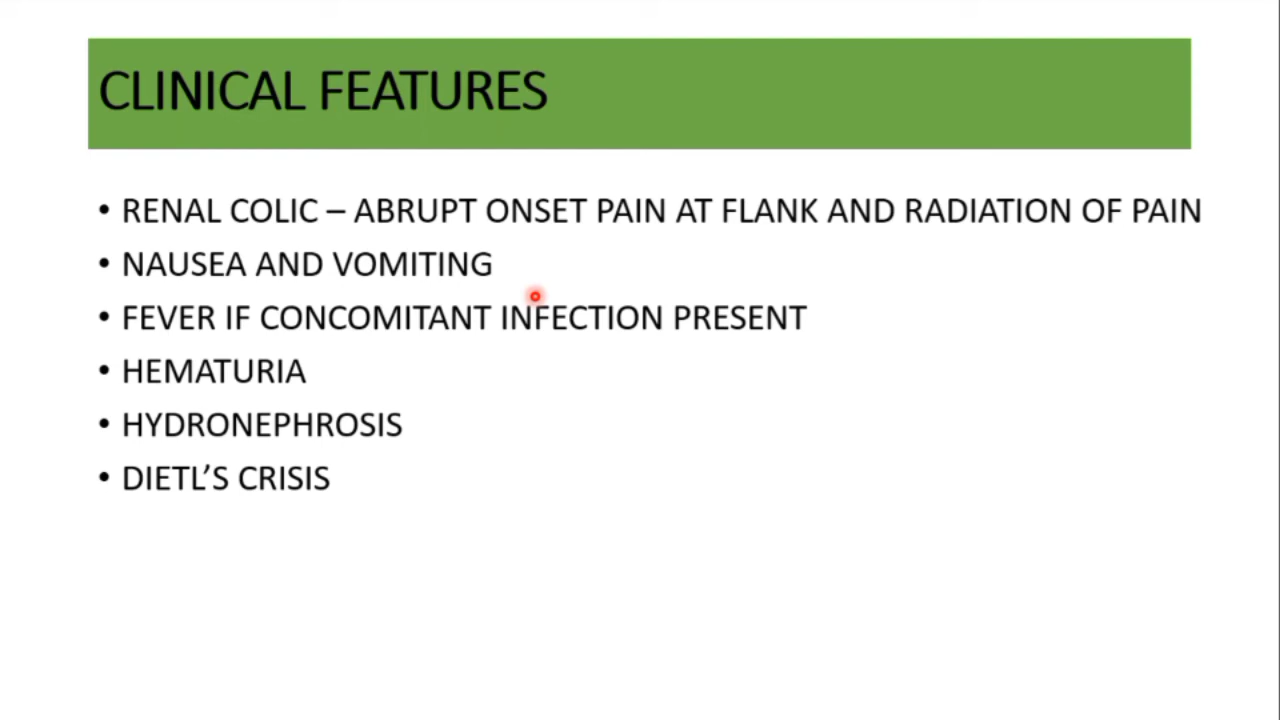 CLINICAL FEATURES
• RENAL COLIC – ABRUPT ONSET PAIN AT FLANK AND RADIATION OF PAIN
• NAUSEA AND VOMITING
• FEVER IF CONCOMITANT INFECTION PRESENT
• HEMATURIA
• HYDRONEPHROSIS
• DIETL’S CRISIS